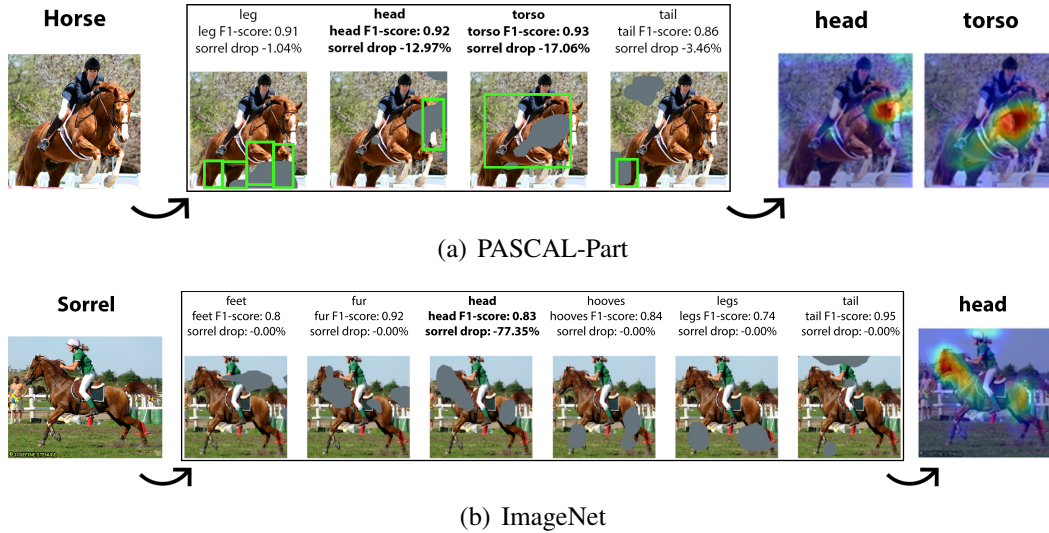 Horse
leg
leg F1-score: 0.91
sorrel drop -1.04%
head
head F1-score: 0.92
sorrel drop -12.97%
torso
torso F1-score: 0.93
sorrel drop -17.06%
tail
tail F1-score: 0.86
sorrel drop -3.46%
head
torso
(a) PASCAL-Part
Sorrel
feet
feet F1-score: 0.8
sorrel drop: -0.00%
fur
fur F1-score: 0.92
sorrel drop: -0.00%
head
head F1-score: 0.83
sorrel drop: -77.35%
hooves
hooves F1-score: 0.84
sorrel drop: -0.00%
legs
legs F1-score: 0.74
sorrel drop: -0.00%
tail
tail F1-score: 0.95
sorrel drop: -0.00%
head
(b) ImageNet